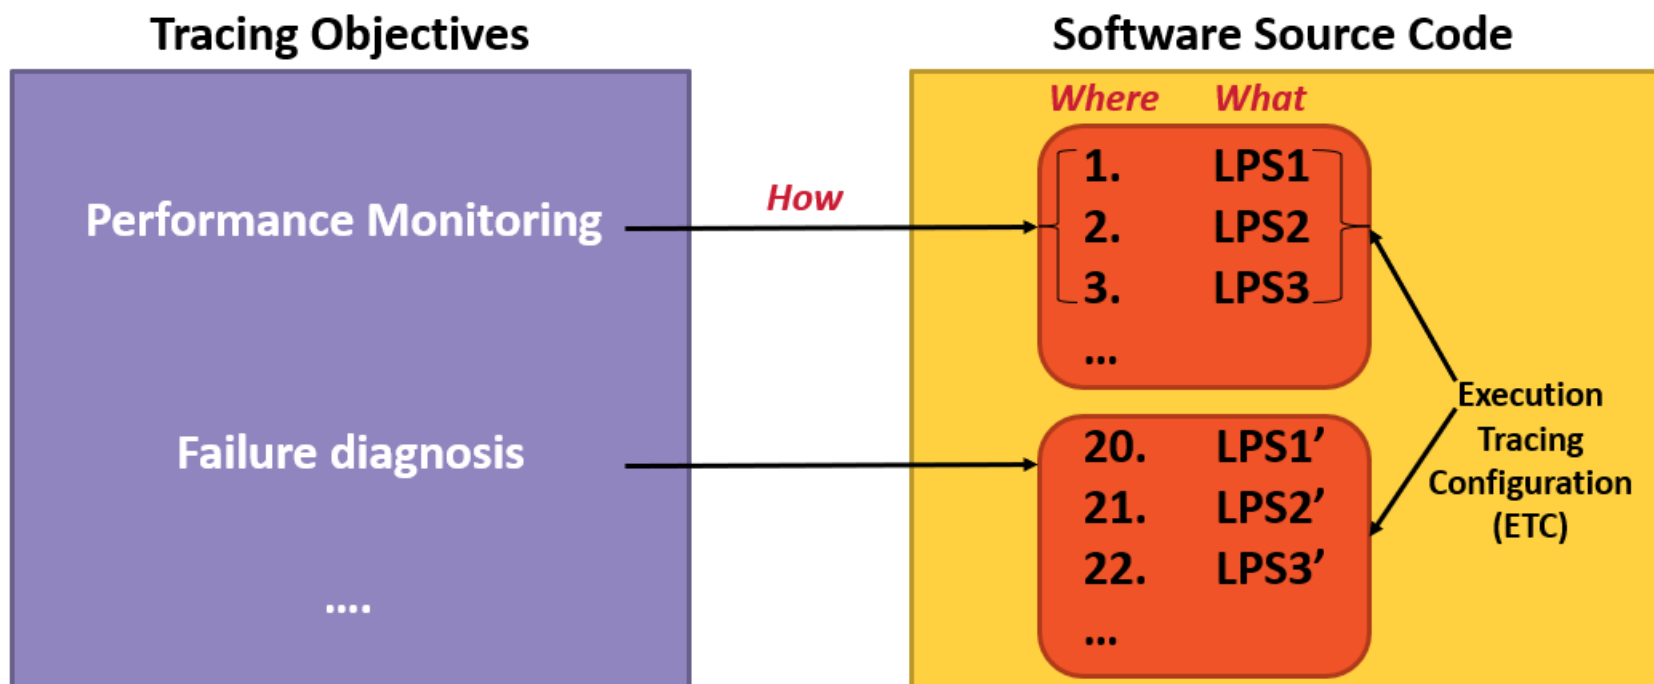 Tracing Objectives
Performance Monitoring
Failure diagnosis
....
How
Software Source Code
Where What
1. LPS1
2. LPS2
3. LPS3
...
20. LPS1’
21. LPS2’
22. LPS3’
...
Execution
Tracing
Configuration
(ETC)